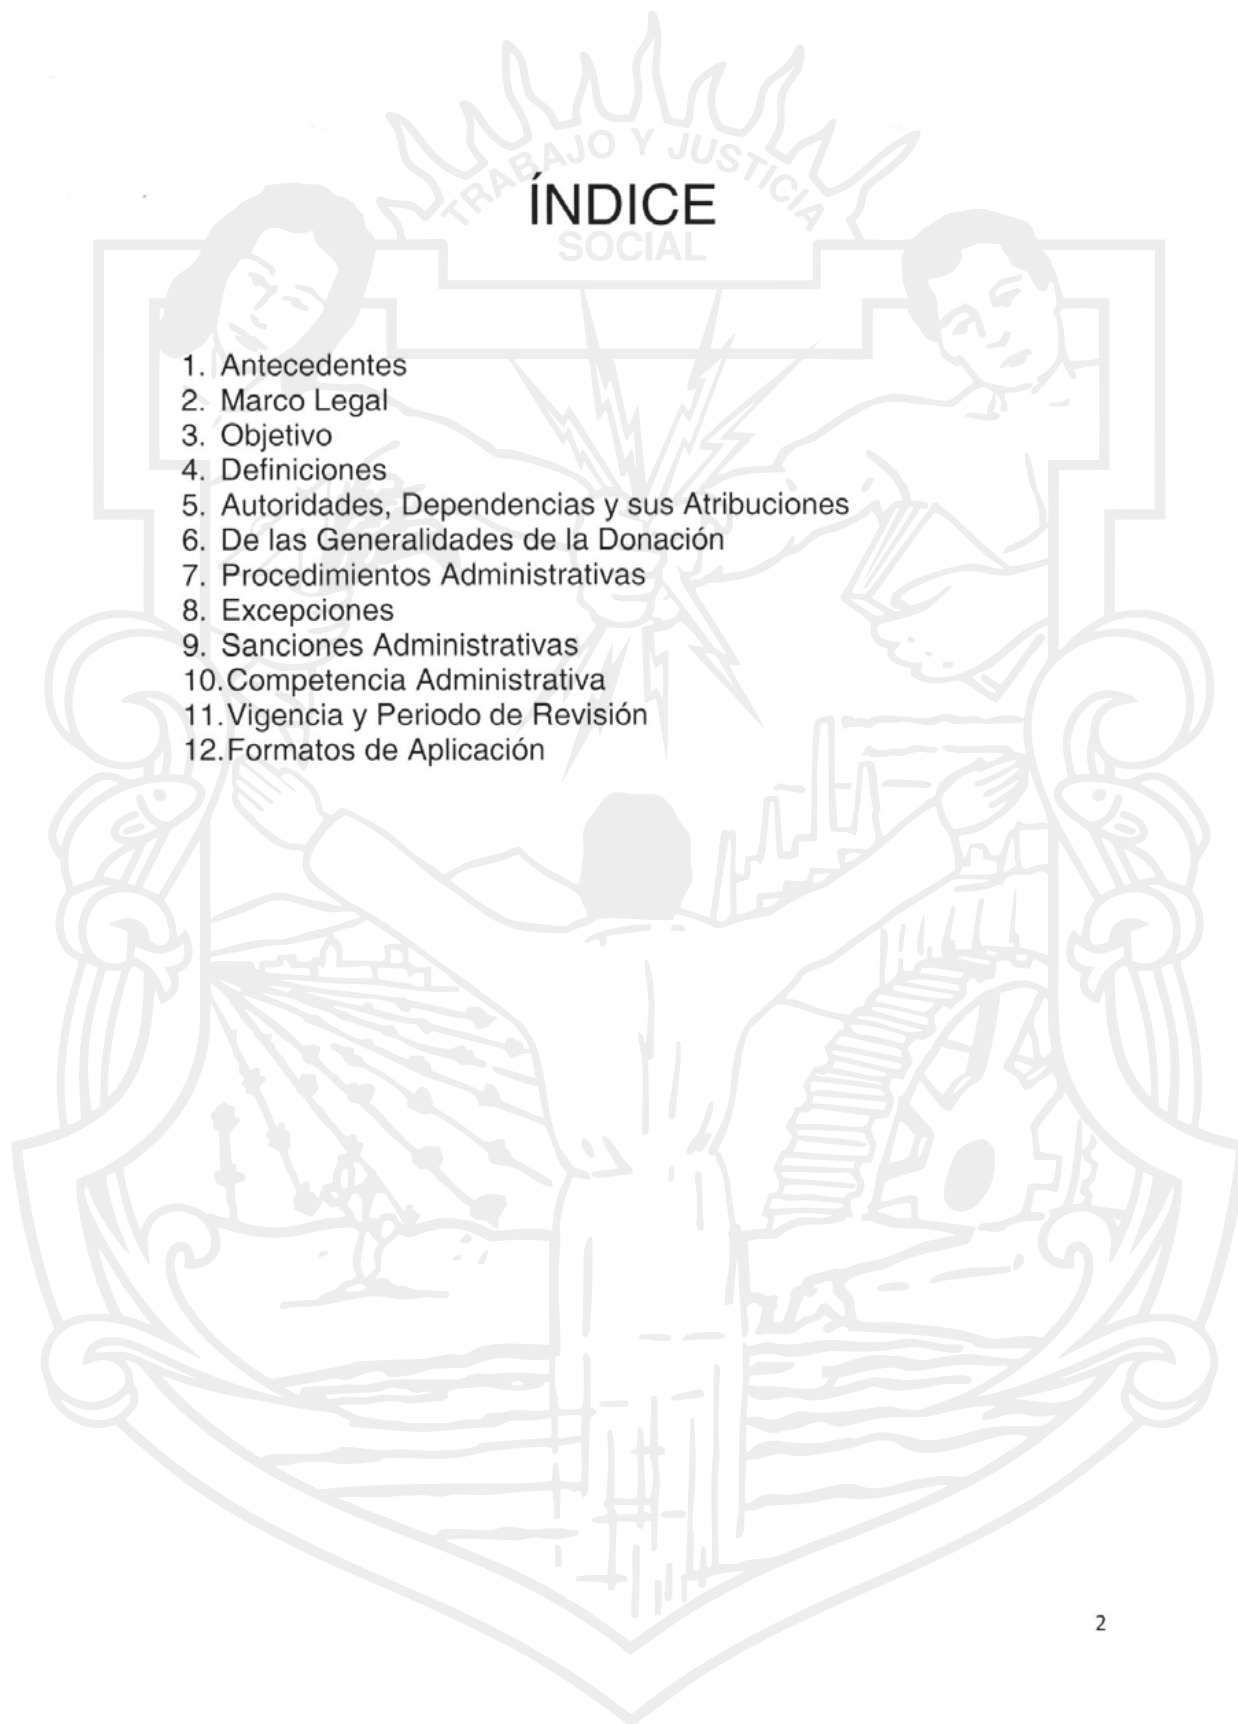 TRABAJO Y JUSTICIA
ÍNDICE
SOCIAL
1. Antecedentes
2. Marco Legal
3. Objetivo
4. Definiciones
5. Autoridades, Dependencias y sus Atribuciones
6. De las Generalidades de la Donación
7. Procedimientos Administrativas
8. Excepciones
9. Sanciones Administrativas
10. Competencia Administrativa
11. Vigencia y Periodo de Revisión
12. Formatos de Aplicación
2